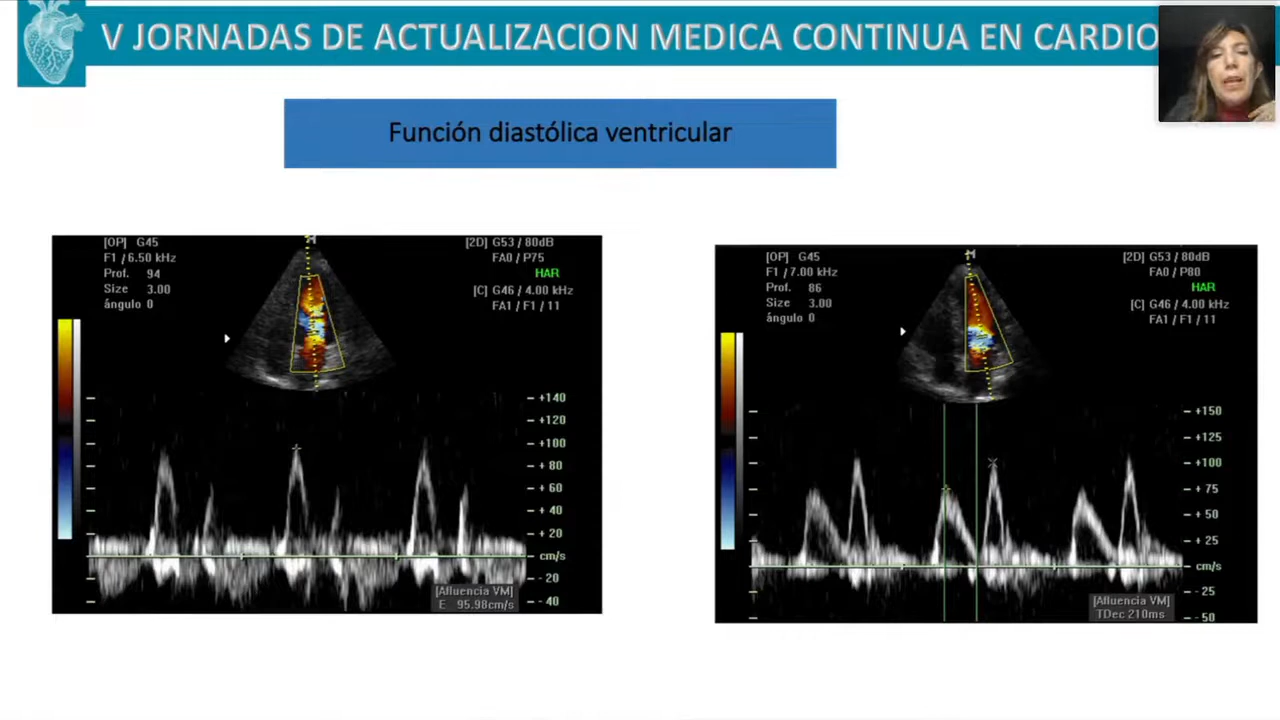 V JORNADAS DE ACTUALIZACION MEDICA CONTINUA EN CARDIO
Función diastólica ventricular
[OP] G45
F1 / 6.50 kHz
Prof. 94
Size 3.00
ángulo 0
M
[2D] G53 / 80dB
FA0 / P75
HAR
[C] G46 / 4.00 kHz
FA1 / F1 / 11
+140
+120
+100
+ 80
+ 60
+ 40
+ 20
cm/s
- 20
- 40
[Afluencia VM]
E 95.98cm/s
[OP] G45
F1 / 7.00 kHz
Prof. 86
Size 3.00
ángulo 0
M
[2D] G53 / 80dB
FA0 / P80
HAR
[C] G46 / 4.00 kHz
FA1 / F1 / 11
+150
+125
+100
+ 75
+ 50
+ 25
cm/s
- 25
- 50
[Afluencia VM]
TDec 210ms